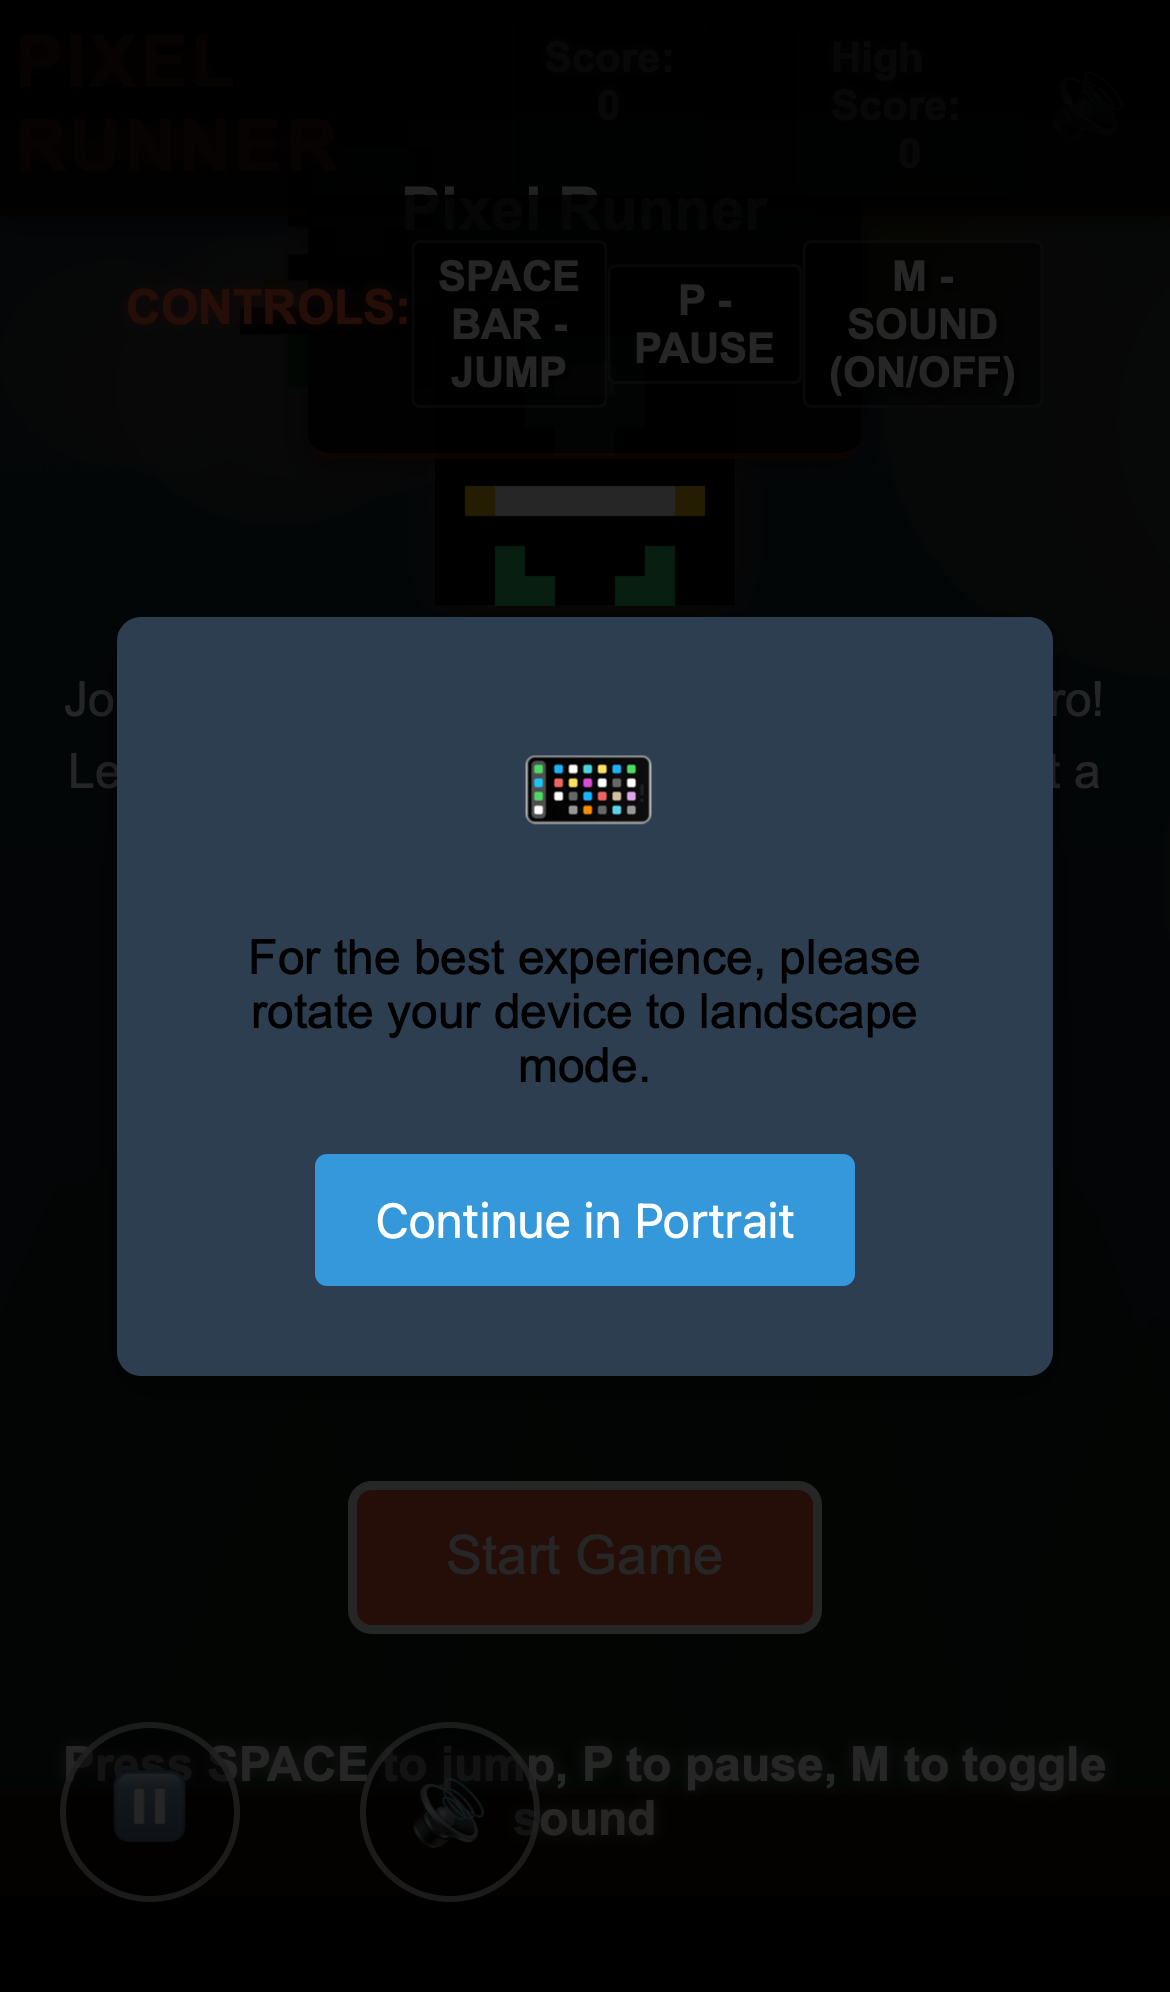 PIXEL
RUNNER
Score:
0
High
Score:
0
Pixel Runner
CONTROLS:
SPACE
BAR -
JUMP
P -
PAUSE
M -
SOUND
(ON/OFF)
Jo
ro!
Le
t a
For the best experience, please
rotate your device to landscape
mode.
Continue in Portrait
Start Game
Press SPACE to jump, P to pause, M to toggle
sound